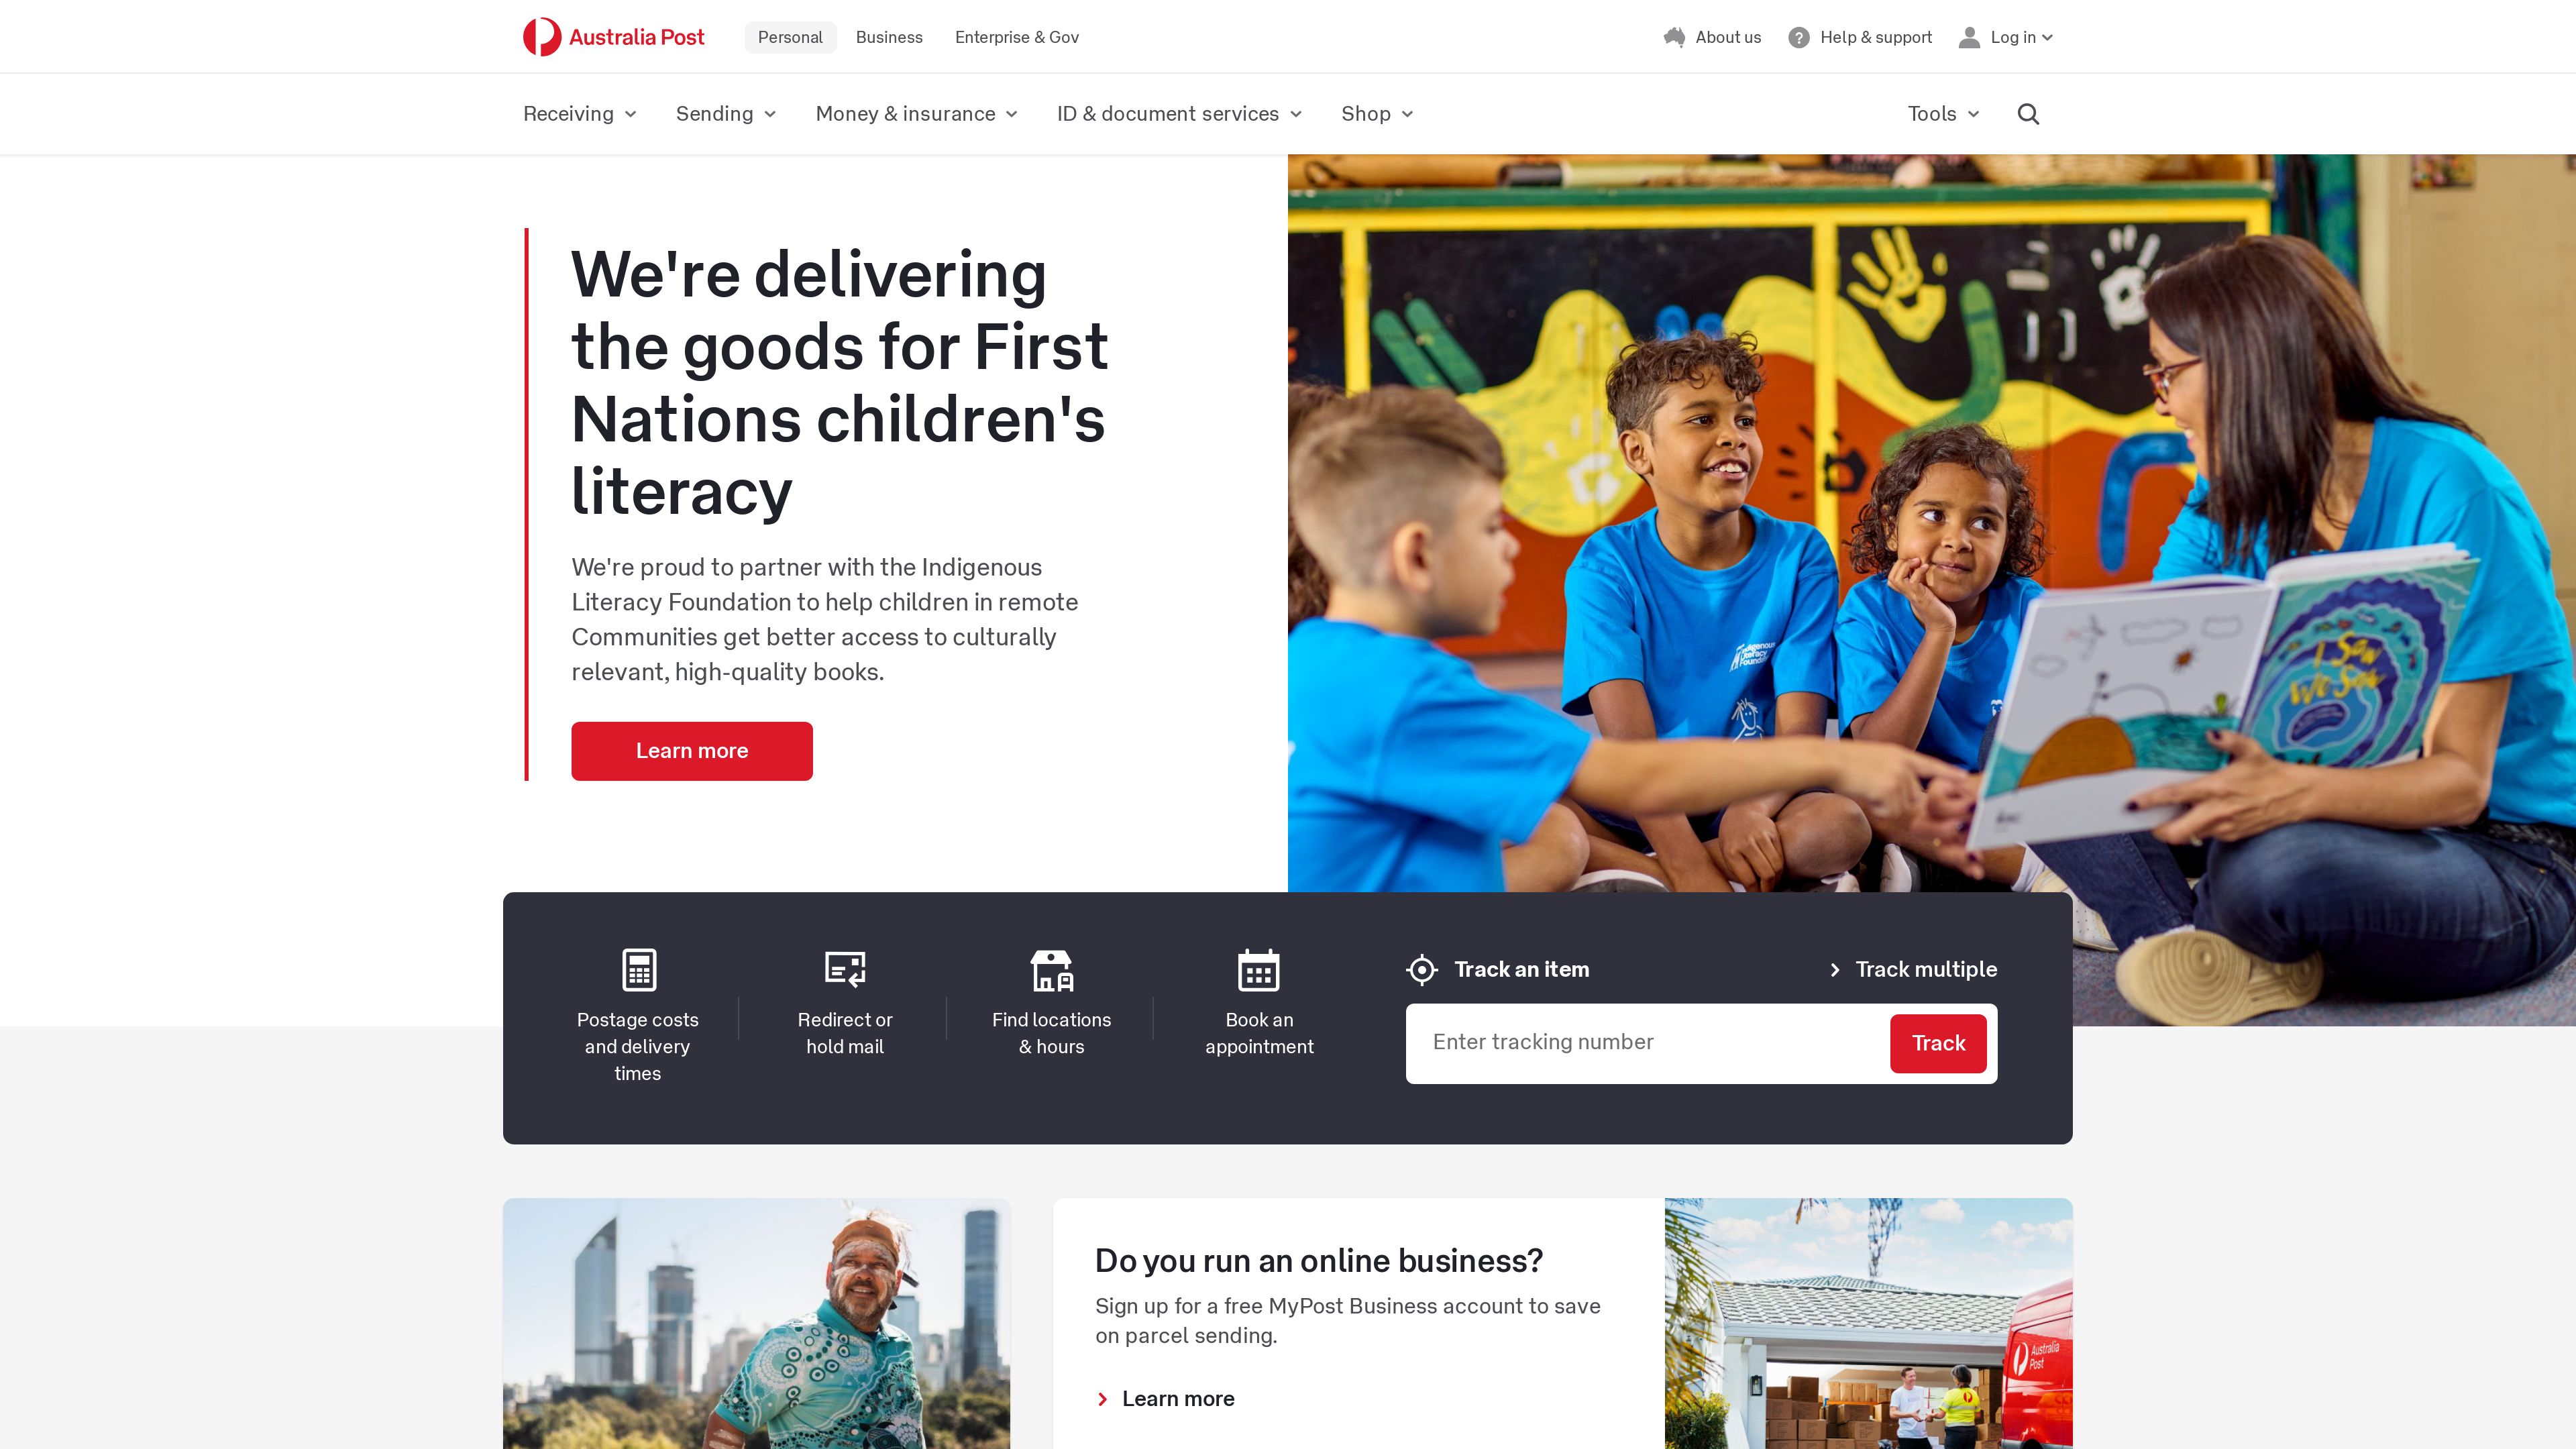 Australia Post
Personal
Business
Enterprise & Gov
About us
Help & support
Log in
Receiving
Sending
Money & insurance
ID & document services
Shop
Tools
We're delivering
the goods for First
Nations children's
literacy
We're proud to partner with the Indigenous
Literacy Foundation to help children in remote
Communities get better access to culturally
relevant, high-quality books.
Learn more
I Saw
We Saw
Postage costs
and delivery
times
Redirect or
hold mail
Find locations
& hours
Book an
appointment
Track an item
Track multiple
Enter tracking number
Track
Do you run an online business?
Sign up for a free MyPost Business account to save
on parcel sending.
Learn more
Australia
Post